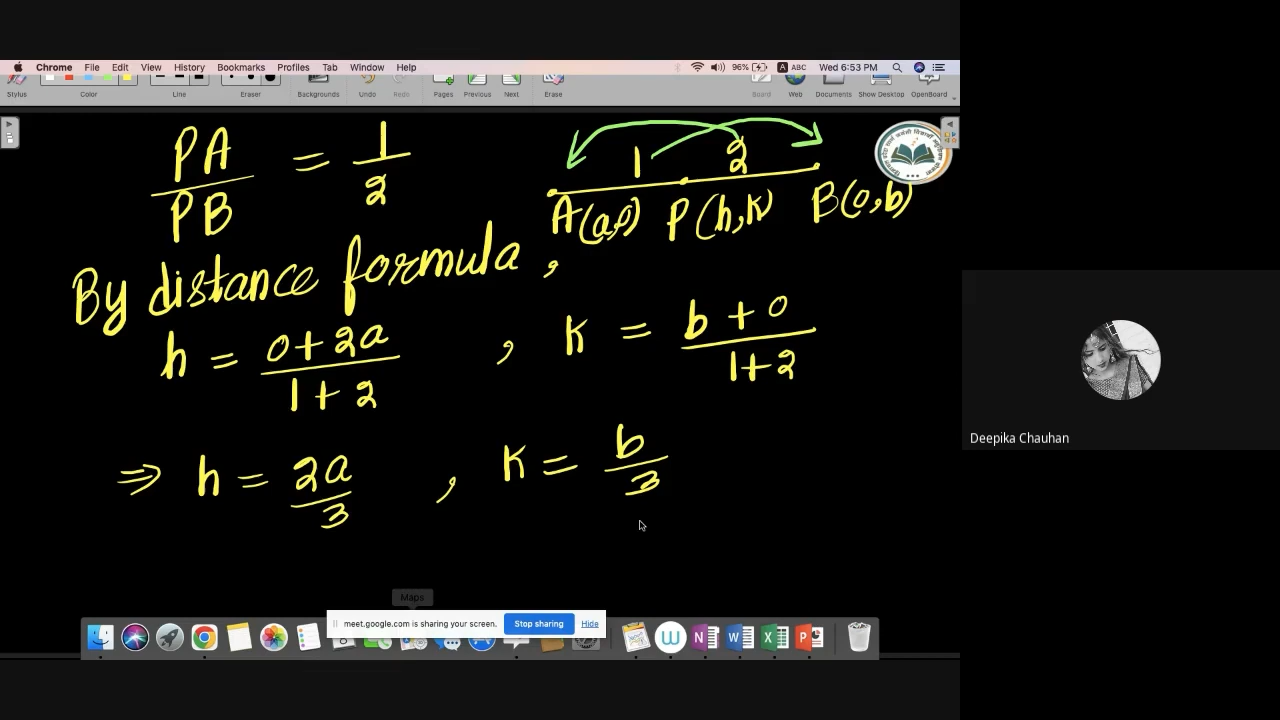 Chrome File Edit View History Bookmarks Profiles Tab Window Help
96% A ABC Wed 6:53 PM
Stylus Color Line Eraser Backgrounds Undo Redo Pages Previous Next Erase Board Web Documents Show Desktop OpenBoard
PA/PB = 1/2
1 2
A(a,0) P(h,k) B(0,b)
By distance formula,
h = (0+2a)/(1+2) , k = (b+0)/(1+2)
⇒ h = 2a/3 , k = b/3
Deepika Chauhan
Maps
meet.google.com is sharing your screen. Stop sharing Hide